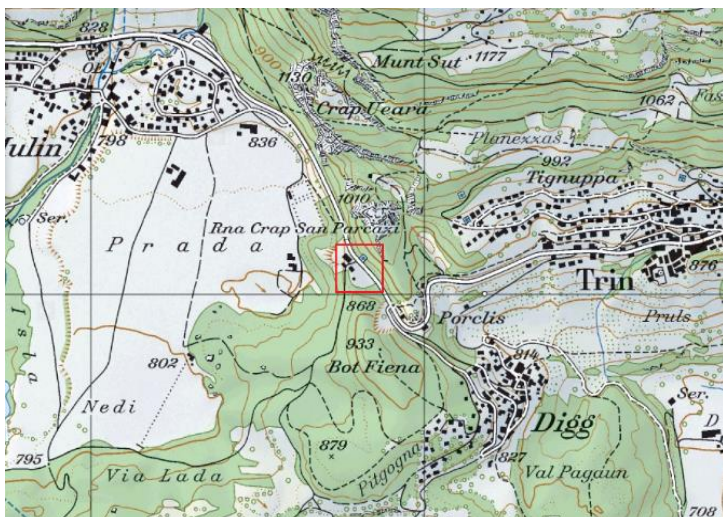 828
900
1130
Munt Sut
1177
Crap Ueara
1062
Mulin
798
836
Planezzas
992
Tignuppa
1010
Ser.
Rna Crap San Parcazi
Prada
876
Trin
868
Porclis
Pruls
Isla
933
Bot Fiena
802
814
Nedi
Ser.
Digg
D
879
Pitgogna
827
795
Via Lada
Val Pagaun
708